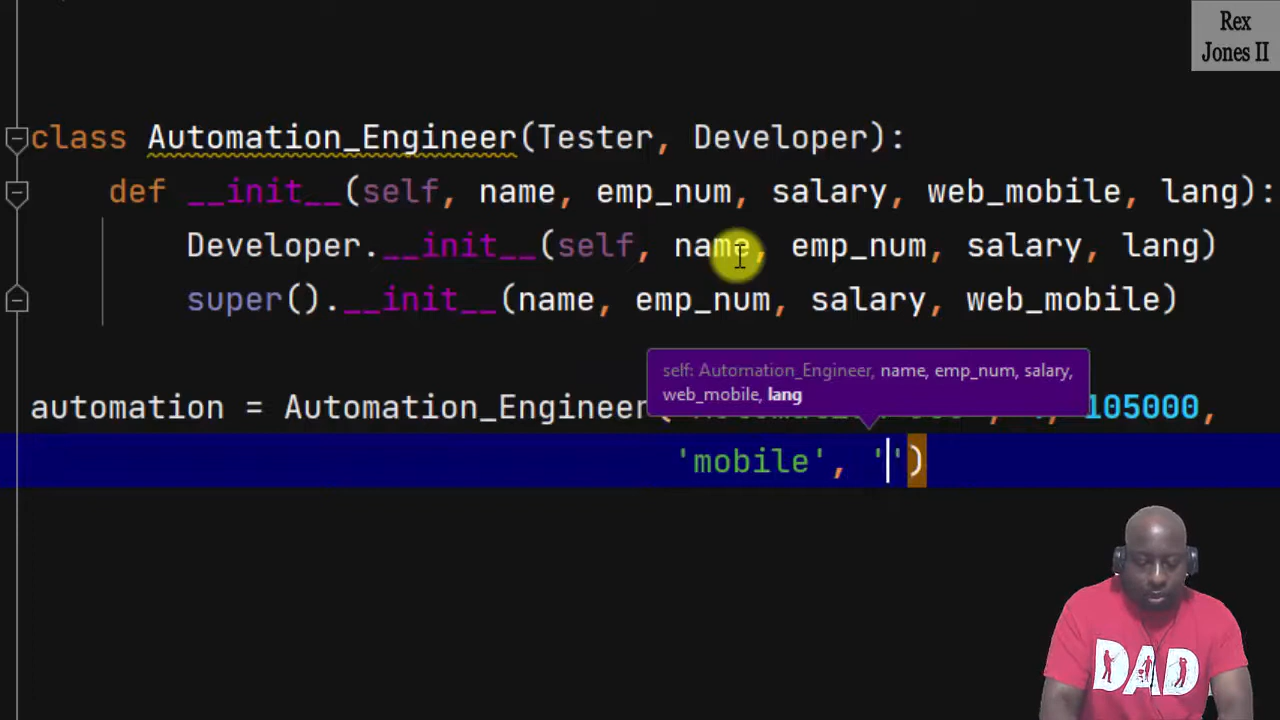 Rex
Jones II
class Automation_Engineer(Tester, Developer):
def __init__(self, name, emp_num, salary, web_mobile, lang):
Developer.__init__(self, name, emp_num, salary, lang)
super().__init__(name, emp_num, salary, web_mobile)
self: Automation_Engineer, name, emp_num, salary,
web_mobile, lang
automation = Automation_Engineer( 105000,
'mobile', '')
DAD